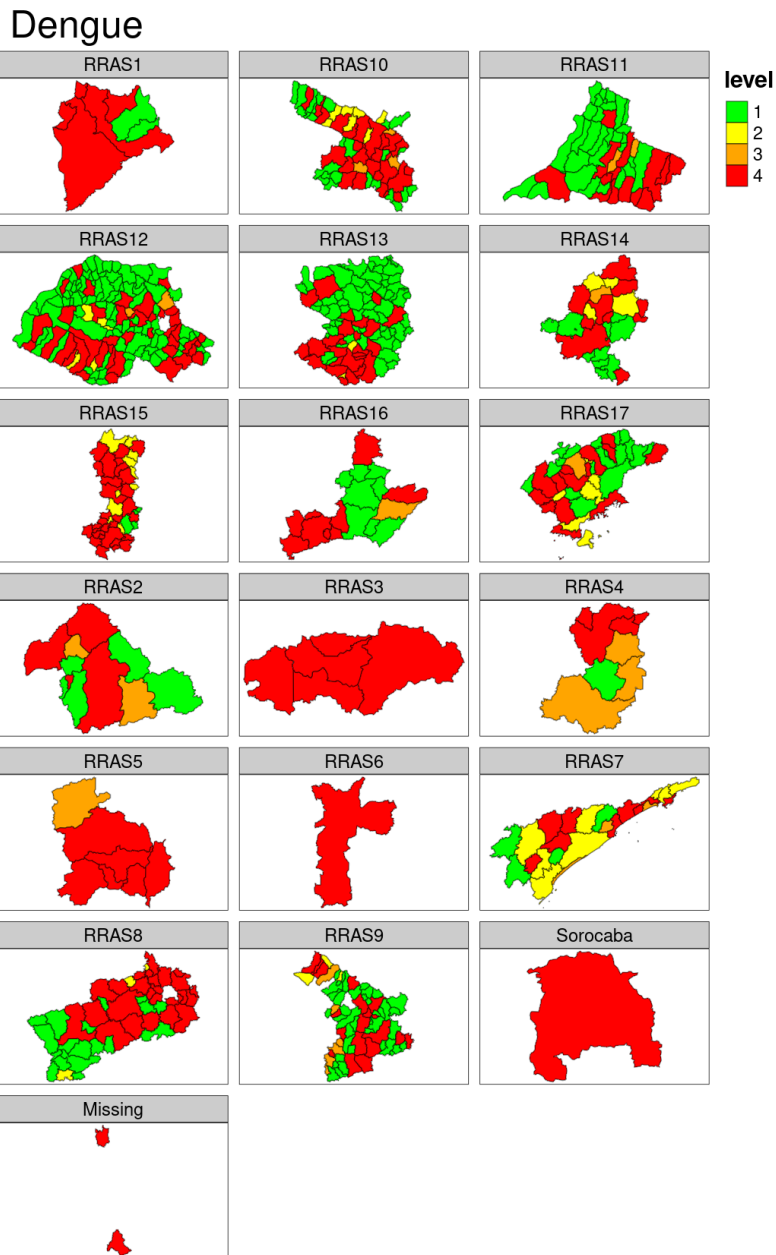 Dengue
RRAS1
RRAS10
RRAS11
level
1
2
3
4
RRAS12
RRAS13
RRAS14
RRAS15
RRAS16
RRAS17
RRAS2
RRAS3
RRAS4
RRAS5
RRAS6
RRAS7
RRAS8
RRAS9
Sorocaba
Missing